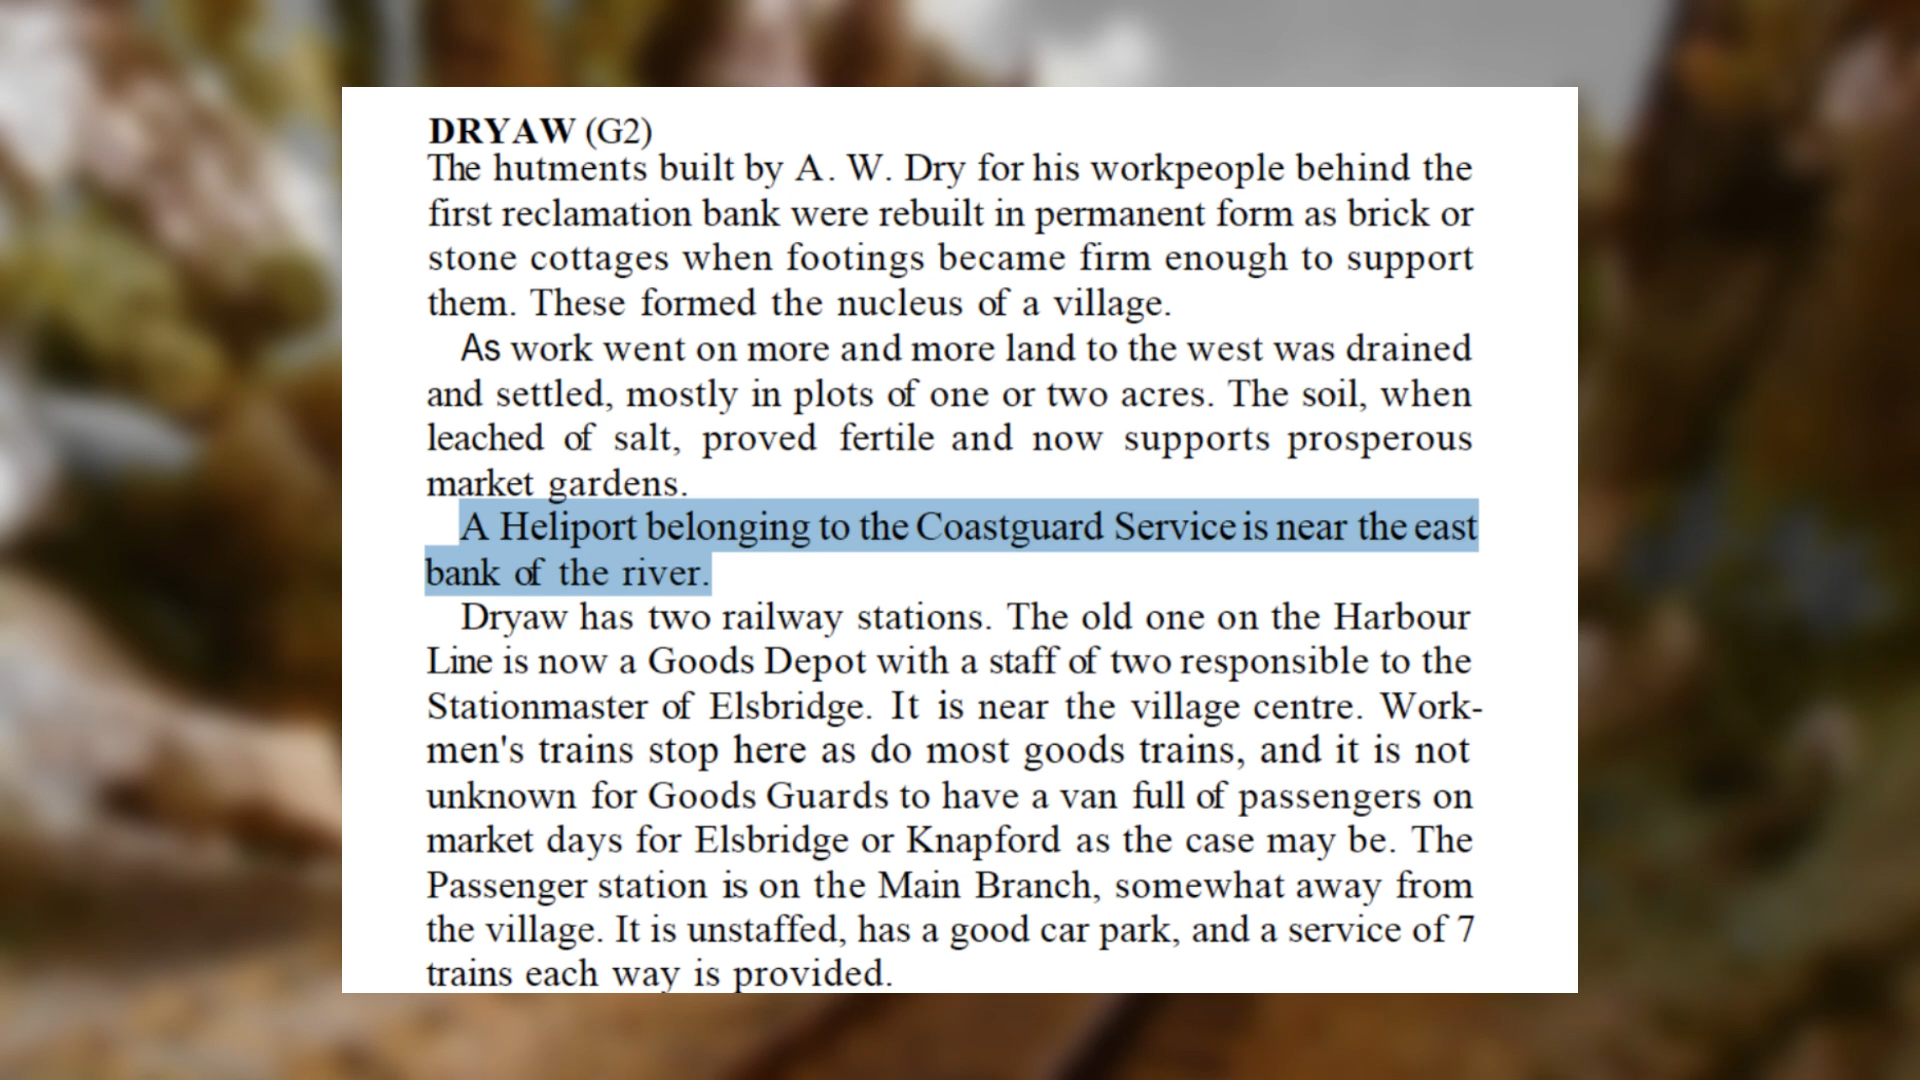 DRYAW (G2)
The hutments built by A. W. Dry for his workpeople behind the
first reclamation bank were rebuilt in permanent form as brick or
stone cottages when footings became firm enough to support
them. These formed the nucleus of a village.
As work went on more and more land to the west was drained
and settled, mostly in plots of one or two acres. The soil, when
leached of salt, proved fertile and now supports prosperous
market gardens.
A Heliport belonging to the Coastguard Service is near the east
bank of the river.
Dryaw has two railway stations. The old one on the Harbour
Line is now a Goods Depot with a staff of two responsible to the
Stationmaster of Elsbridge. It is near the village centre. Work-
men's trains stop here as do most goods trains, and it is not
unknown for Goods Guards to have a van full of passengers on
market days for Elsbridge or Knapford as the case may be. The
Passenger station is on the Main Branch, somewhat away from
the village. It is unstaffed, has a good car park, and a service of 7
trains each way is provided.